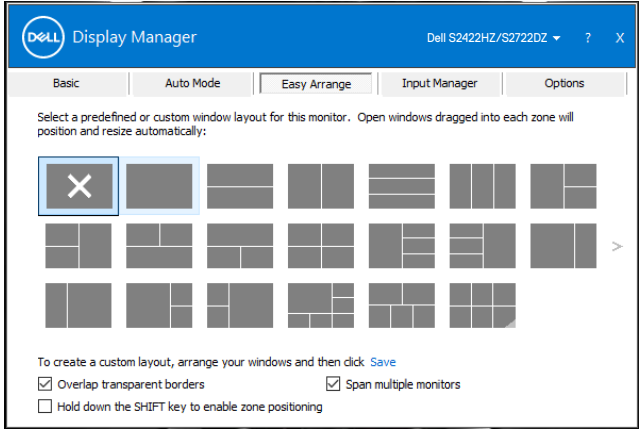 DELL Display Manager Dell S2422HZ/S2722DZ ? X
Basic Auto Mode Easy Arrange Input Manager Options
Select a predefined or custom window layout for this monitor. Open windows dragged into each zone will
position and resize automatically:
>
To create a custom layout, arrange your windows and then click Save
Overlap transparent borders Span multiple monitors
Hold down the SHIFT key to enable zone positioning